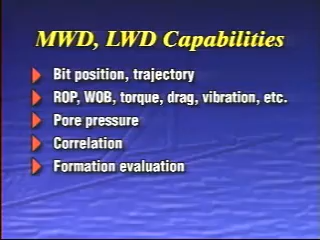 MWD, LWD Capabilities
Bit position, trajectory
ROP, WOB, torque, drag, vibration, etc.
Pore pressure
Correlation
Formation evaluation